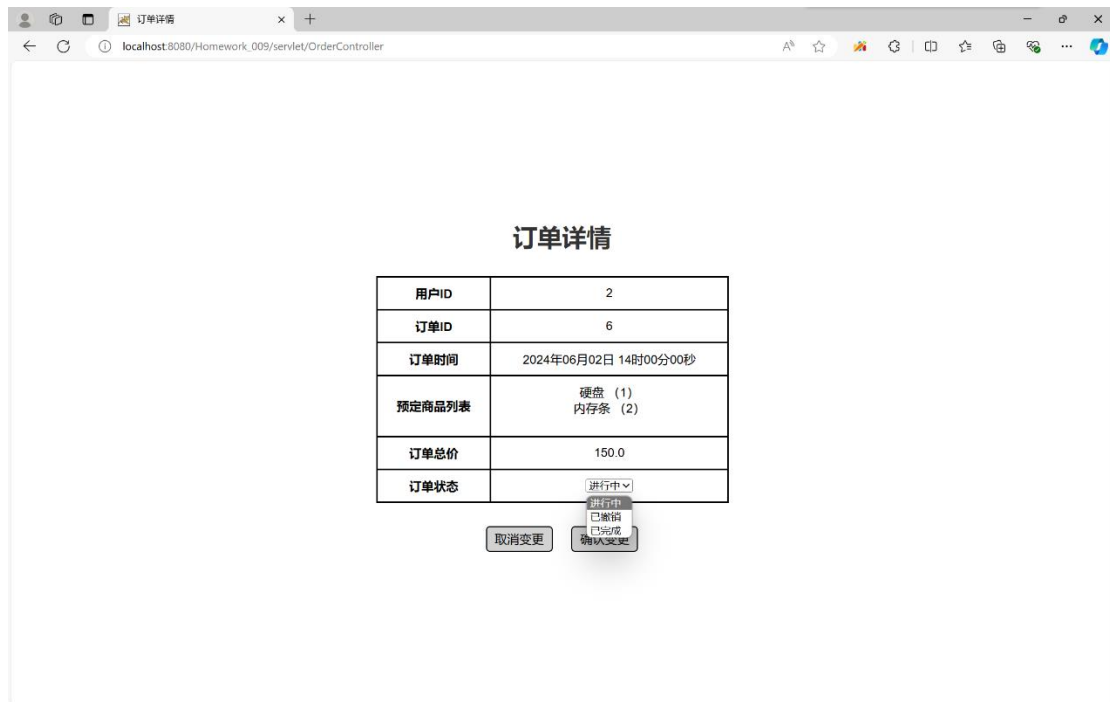 订单详情
localhost:8080/Homework_009/servlet/OrderController
订单详情
用户ID 2
订单ID 6
订单时间 2024年06月02日 14时00分00秒
预定商品列表 硬盘 (1)
内存条 (2)
订单总价 150.0
订单状态 进行中
进行中
已撤销
已完成
取消变更 确认变更